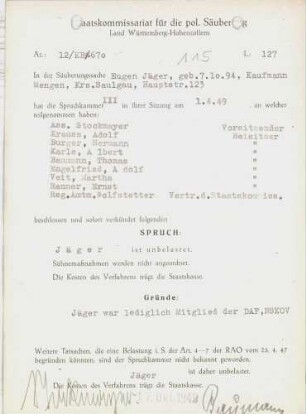 Staatskommissariat für die pol. Säuberung
Land Württemberg-Hohenzollern
Az: 12/KB/670 115 L: 127
In der Säuberungssache Eugen Jäger, geb.7.10.94, Kaufmann
Mengen, Krs.Saulgau, Hauptstr.123
hat die Spruchkammer III in ihrer Sitzung am 1.4.49 an welcher
teilgenommen haben:
Ass. Stockmayer Vorsitzender
Krauss, Adolf Beisitzer
Burger, Hermann "
Karle, Albert "
Baumann, Thomas "
Engelfried, Adolf "
Veit, Martha "
Renner, Ernst "
Reg.Amtm.Wolfstetter Vertr.d.Staatskomiss.
beschlossen und sofort verkündet folgenden
SPRUCH:
Jäger ist unbelastet.
Sühnemaßnahmen werden nicht angeordnet.
Die Kosten des Verfahrens trägt die Staatskasse.
Gründe:
Jäger war lediglich Mitglied der DAF, NSKOV
Weitere Tatsachen, die eine Belastung i. S. der Art. 4—7 der RAO vom 25. 4. 47
begründen könnten, sind der Spruchkammer nicht bekannt geworden.
Jäger ist daher unbelastet.
Die Kosten des Verfahrens trägt die Staatskasse.
Baumann